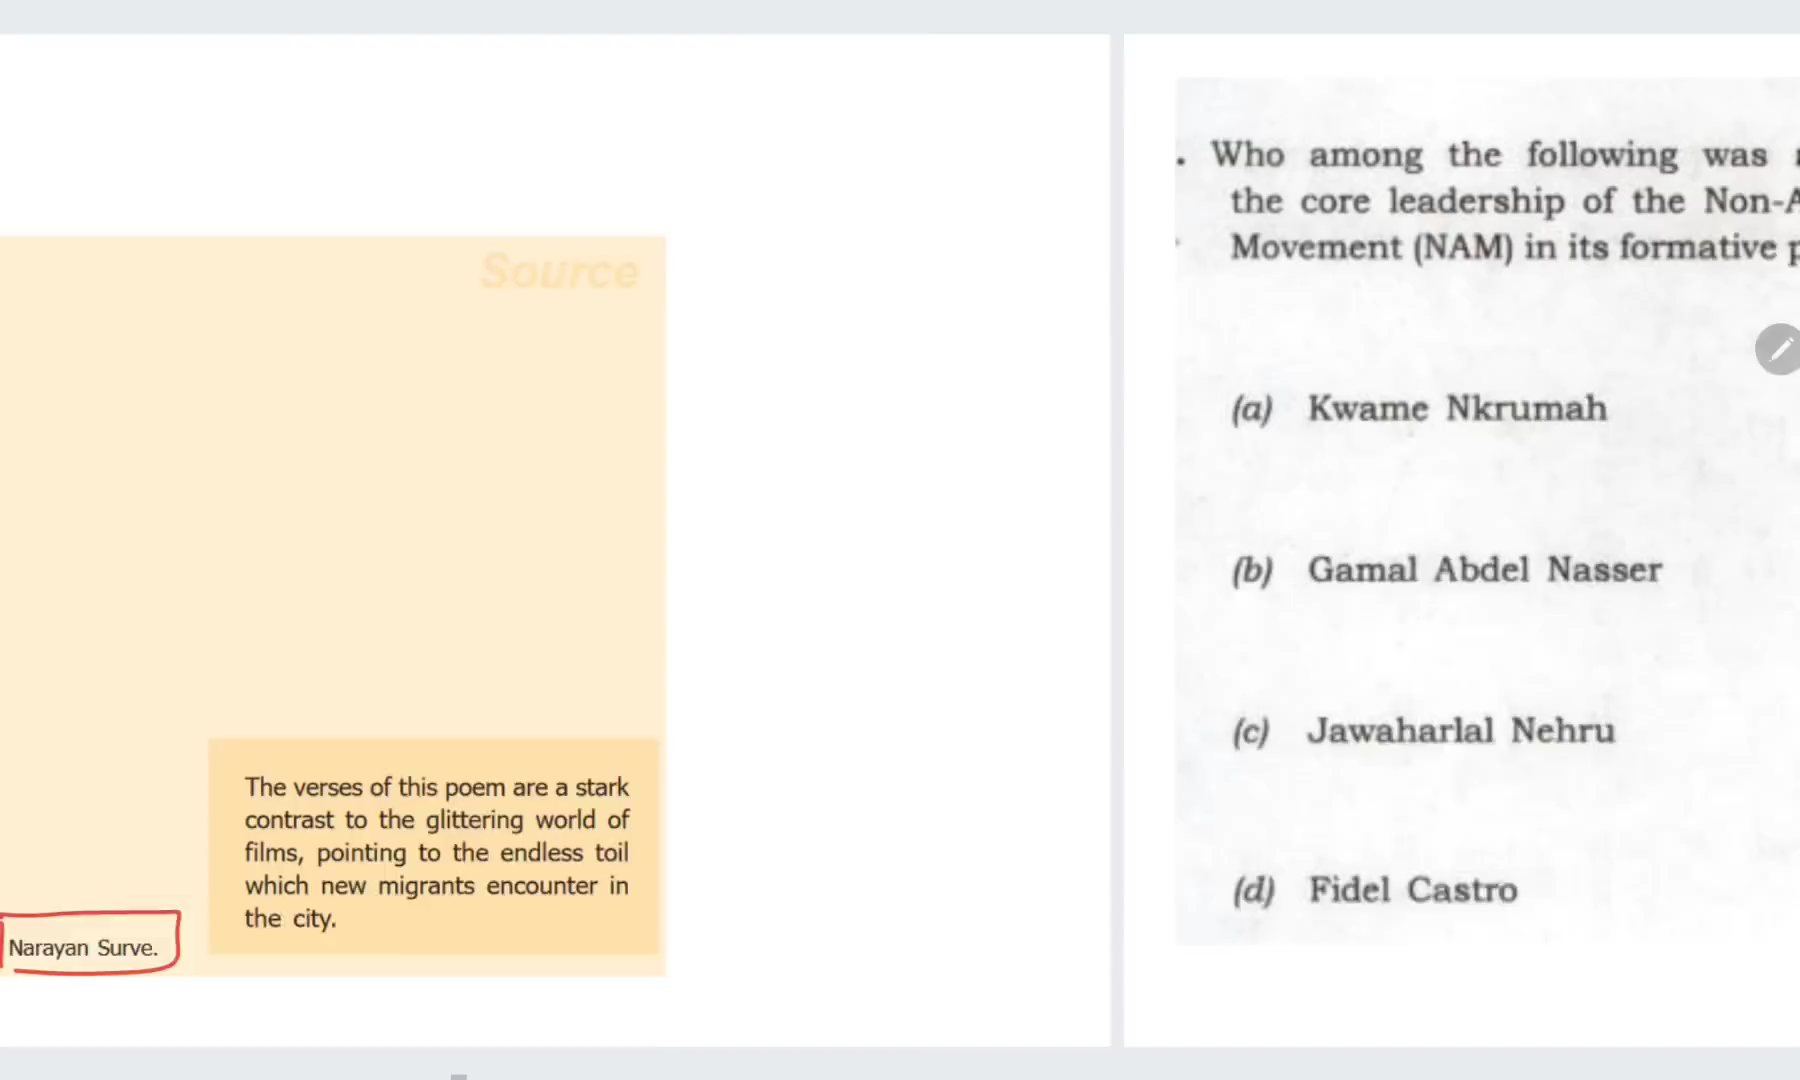 Source
The verses of this poem are a stark
contrast to the glittering world of
films, pointing to the endless toil
which new migrants encounter in
the city.
Narayan Surve.
. Who among the following was
the core leadership of the Non-A
Movement (NAM) in its formative p
(a) Kwame Nkrumah
(b) Gamal Abdel Nasser
(c) Jawaharlal Nehru
(d) Fidel Castro